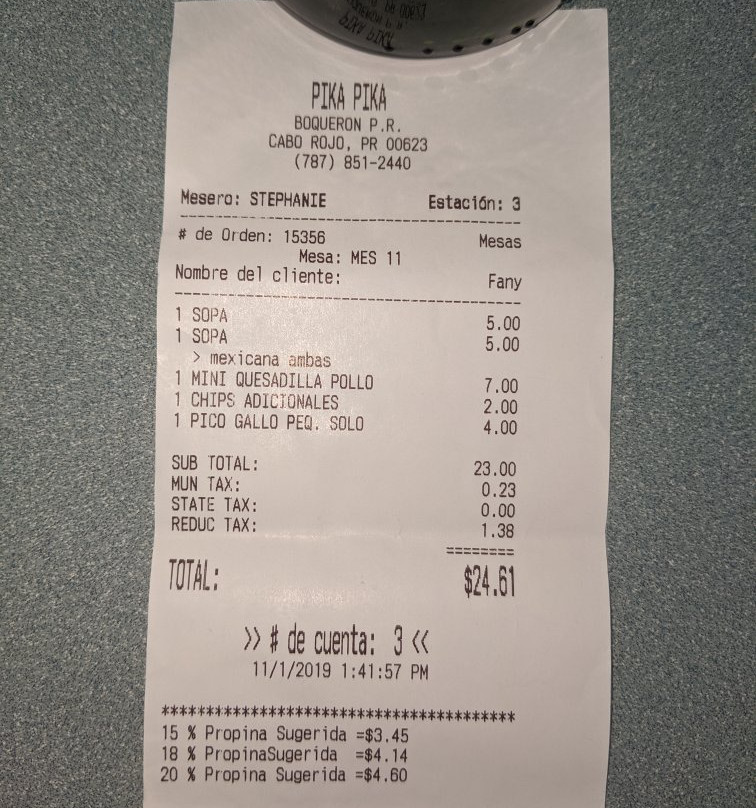 PIKA PIKA
BOQUERON P.R.
CABO ROJO, PR 00623
(787) 851-2440
Mesero: STEPHANIE Estación: 3
# de Orden: 15356 Mesas
Mesa: MES 11
Nombre del cliente: Fany
1 SOPA 5.00
1 SOPA 5.00
> mexicana ambas
1 MINI QUESADILLA POLLO 7.00
1 CHIPS ADICIONALES 2.00
1 PICO GALLO PEQ. SOLO 4.00
SUB TOTAL: 23.00
MUN TAX: 0.23
STATE TAX: 0.00
REDUC TAX: 1.38
========
TOTAL: $24.61
>> # de cuenta: 3 <<
11/1/2019 1:41:57 PM
****************************************
15 % Propina Sugerida =$3.45
18 % PropinaSugerida =$4.14
20 % Propina Sugerida =$4.60